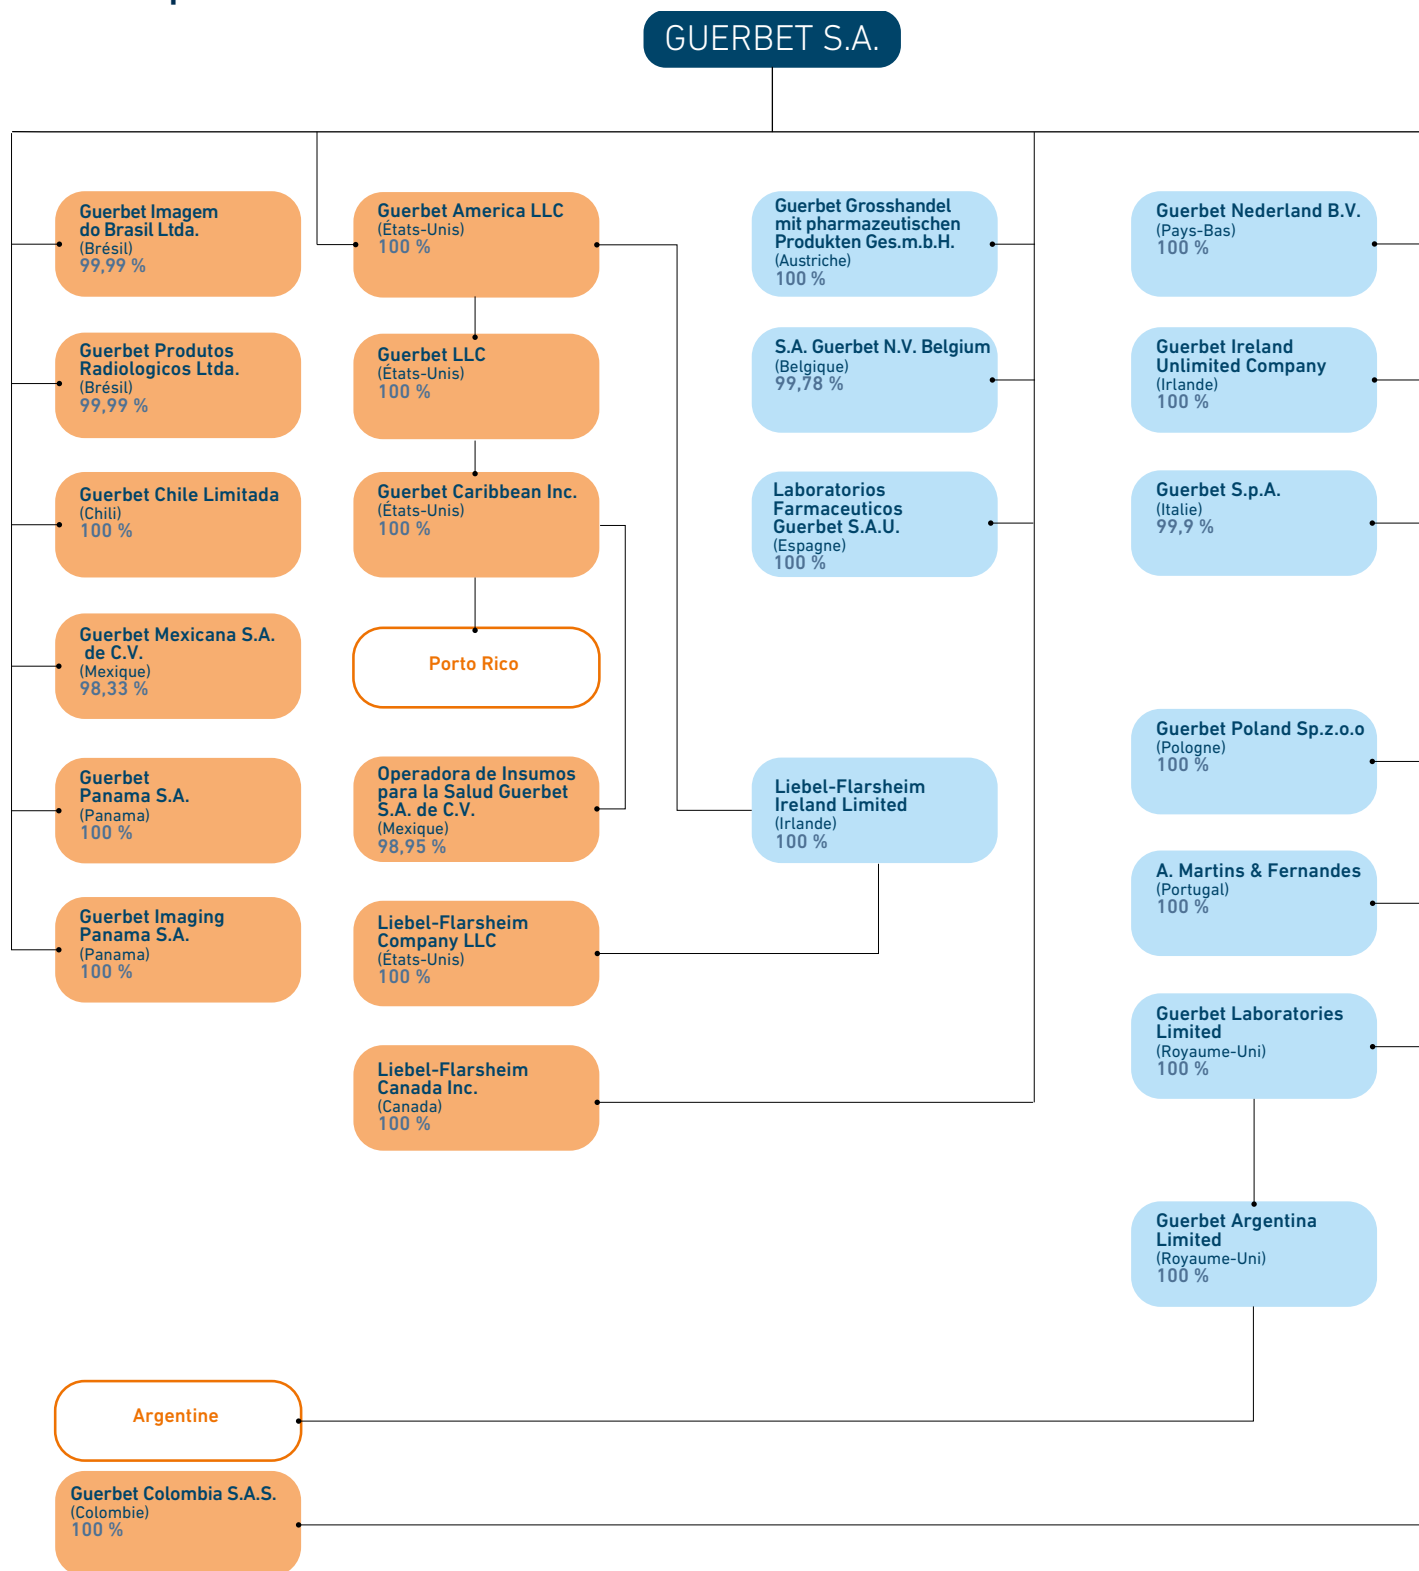 GUERBET S.A.
Guerbet Imagem
do Brasil Ltda.
(Brésil)
99,99 %
Guerbet Produtos
Radiologicos Ltda.
(Brésil)
99,99 %
Guerbet Chile Limitada
(Chili)
100 %
Guerbet Mexicana S.A.
de C.V.
(Mexique)
98,33 %
Guerbet
Panama S.A.
(Panama)
100 %
Guerbet Imaging
Panama S.A.
(Panama)
100 %
Guerbet America LLC
(États-Unis)
100 %
Guerbet LLC
(États-Unis)
100 %
Guerbet Caribbean Inc.
(États-Unis)
100 %
Porto Rico
Operadora de Insumos
para la Salud Guerbet
S.A. de C.V.
(Mexique)
98,95 %
Liebel-Flarsheim
Company LLC
(États-Unis)
100 %
Liebel-Flarsheim
Canada Inc.
(Canada)
100 %
Guerbet Grosshandel
mit pharmazeutischen
Produkten Ges.m.b.H.
(Austriche)
100 %
S.A. Guerbet N.V. Belgium
(Belgique)
99,78 %
Laboratorios
Farmaceuticos
Guerbet S.A.U.
(Espagne)
100 %
Liebel-Flarsheim
Ireland Limited
(Irlande)
100 %
Guerbet Nederland B.V.
(Pays-Bas)
100 %
Guerbet Ireland
Unlimited Company
(Irlande)
100 %
Guerbet S.p.A.
(Italie)
99,9 %
Guerbet Poland Sp.z.o.o
(Pologne)
100 %
A. Martins & Fernandes
(Portugal)
100 %
Guerbet Laboratories
Limited
(Royaume-Uni)
100 %
Guerbet Argentina
Limited
(Royaume-Uni)
100 %
Argentine
Guerbet Colombia S.A.S.
(Colombie)
100 %